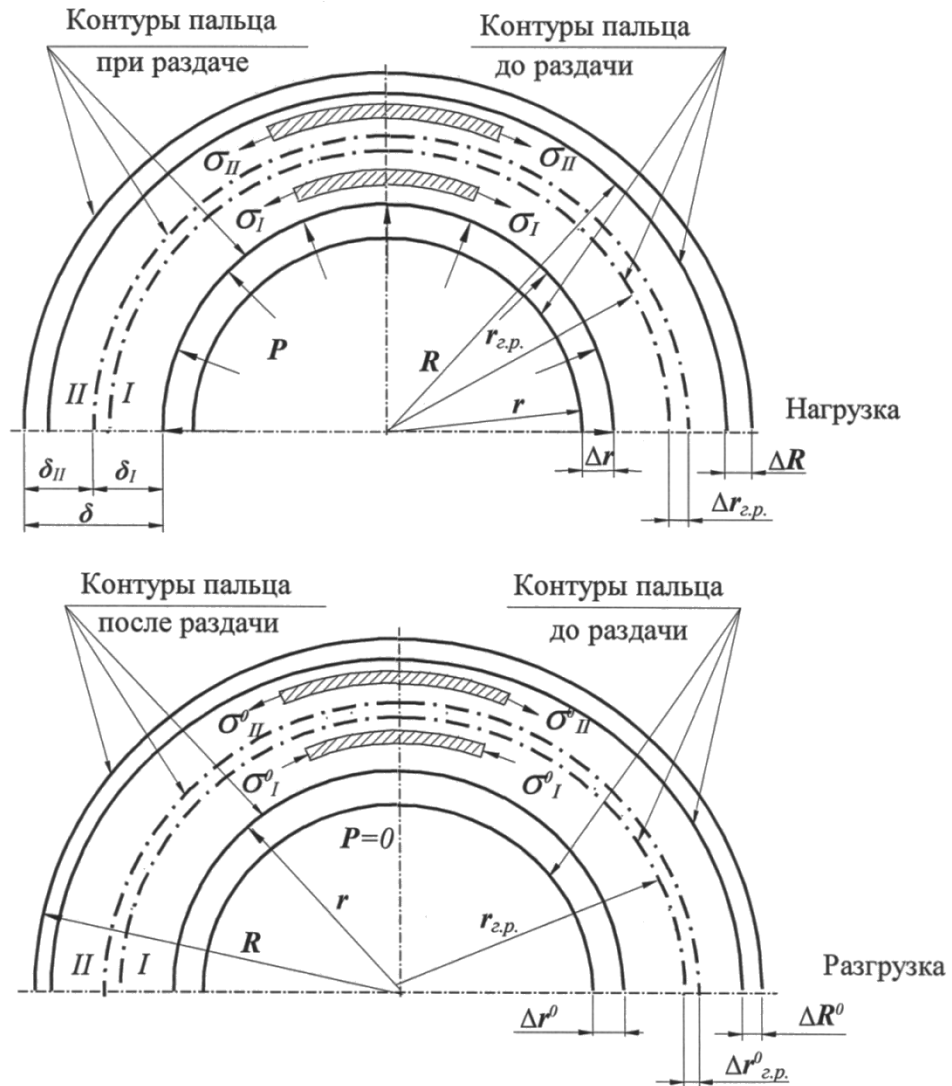 Контуры пальца
при раздаче
Контуры пальца
до раздачи
σII
σII
σI
σI
P
R
rг.р.
r
II
I
Нагрузка
δII
δI
δ
Δr
ΔR
Δrг.р.
Контуры пальца
после раздачи
Контуры пальца
до раздачи
σ⁰II
σ⁰II
σ⁰I
σ⁰I
P=0
r
rг.р.
R
II
I
Разгрузка
Δr⁰
ΔR⁰
Δr⁰г.р.